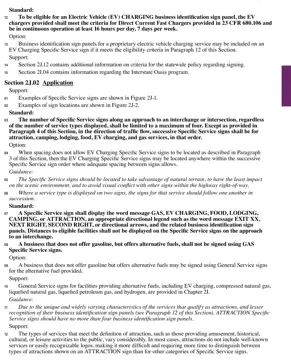 Standard:
12 To be eligible for an Electric Vehicle (EV) CHARGING business identification sign panel, the EV
chargers provided shall meet the criteria for Direct Current Fast Chargers provided in 23 CFR 680.106 and
be in continuous operation at least 16 hours per day, 7 days per week.
Option:
Business identification sign panels for a proprietary electric vehicle charging service may be included on an
EV Charging Specific Service sign if it meets the eligibility criteria in Paragraph 12 of this Section.
Support:
Section 2J.12 contains additional information on criteria for the statewide policy regarding signing.
Section 2I.04 contains information regarding the Interstate Oasis program.
Section 2J.02 Application
Support:
Examples of Specific Service signs are shown in Figure 2J-1.
Examples of sign locations are shown in Figure 2J-2.
Standard:
The number of Specific Service signs along an approach to an interchange or intersection, regardless
of the number of service types displayed, shall be limited to a maximum of four. Except as provided in
Paragraph 4 of this Section, in the direction of traffic flow, successive Specific Service signs shall be for
attraction, camping, lodging, food, EV charging, and gas services, in that order.
Option:
When spacing does not allow EV Charging Specific Service signs to be located as described in Paragraph
3 of this Section, then the EV Charging Specific Service sign may be located anywhere within the successive
Specific Service sign order where adequate spacing between signs allows.
Guidance:
The Specific Service signs should be located to take advantage of natural terrain, to have the least impact
on the scenic environment, and to avoid visual conflict with other signs within the highway right-of-way.
Where a service type is displayed on two signs, the signs for that service should follow one another in
succession.
Standard:
A Specific Service sign shall display the word message GAS, EV CHARGING, FOOD, LODGING,
CAMPING, or ATTRACTION, an appropriate directional legend such as the word message EXIT XX,
NEXT RIGHT, SECOND RIGHT, or directional arrows, and the related business identification sign
panels. Distances to eligible facilities shall not be displayed on the Specific Service signs on the approach
to an interchange.
A business that does not offer gasoline, but offers alternative fuels, shall not be signed using GAS
Specific Service signs.
Option:
A business that does not offer gasoline but offers alternative fuels may be signed using General Service signs
for the alternative fuel provided.
Support:
General Service signs for facilities providing alternative fuels, including EV charging, compressed natural gas,
liquefied natural gas, liquefied petroleum gas, and hydrogen, are provided in Chapter 2I.
Guidance:
Due to the unique and widely varying characteristics of the services that qualify as attractions, and lesser
recognition of their business identification sign panels (see Paragraph 12 of this Section), ATTRACTION Specific
Service signs should have no more than four business identification sign panels.
Support:
The types of services that meet the definition of attraction, such as those providing amusement, historical,
cultural, or leisure activities to the public, vary considerably. In most cases, attractions do not include well-known
services or easily recognizable logos, making it more difficult and requiring more time to distinguish between
types of attractions shown on an ATTRACTION sign than for other categories of Specific Service signs.